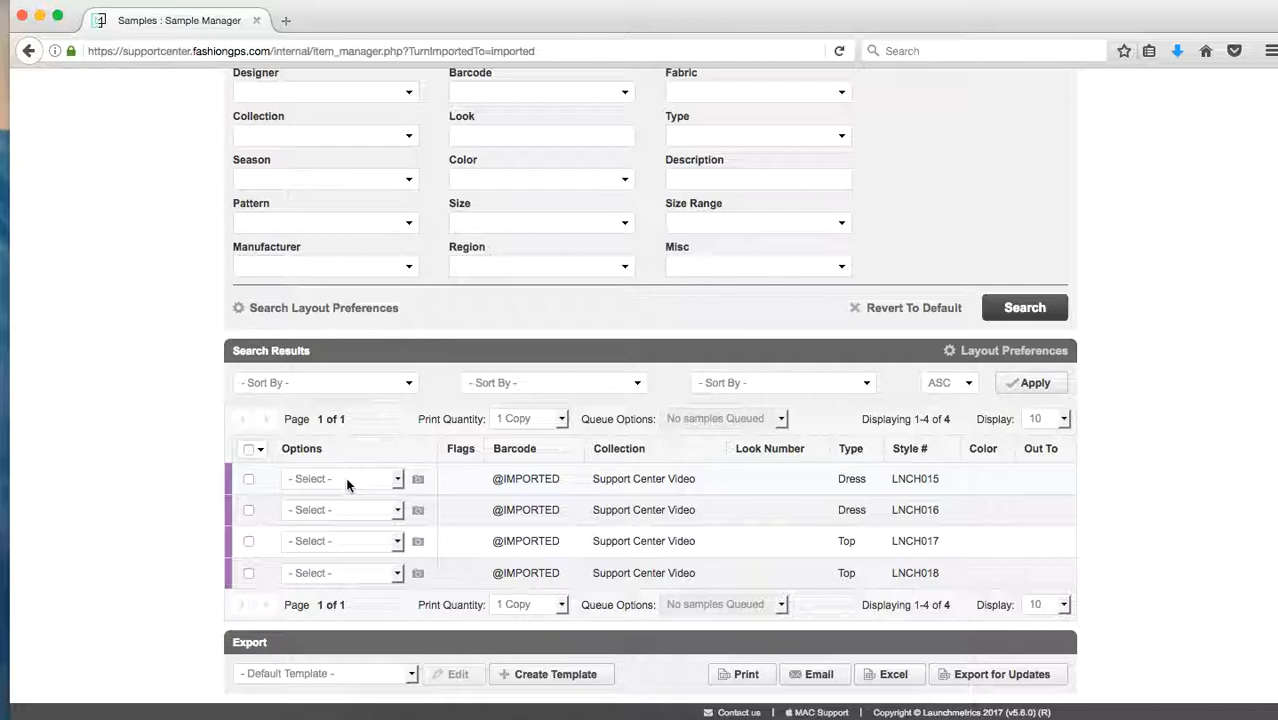 Samples : Sample Manager
https://supportcenter.fashiongps.com/internal/item_manager.php?TurnImportedTo=imported
Search
Designer Barcode Fabric
Collection Look Type
Season Color Description
Pattern Size Size Range
Manufacturer Region Misc
Search Layout Preferences Revert To Default Search
Search Results Layout Preferences
- Sort By - - Sort By - - Sort By - ASC Apply
Page 1 of 1 Print Quantity: 1 Copy Queue Options: No samples Queued Displaying 1-4 of 4 Display: 10
Options Flags Barcode Collection Look Number Type Style # Color Out To
- Select - @IMPORTED Support Center Video Dress LNCH015
- Select - @IMPORTED Support Center Video Dress LNCH016
- Select - @IMPORTED Support Center Video Top LNCH017
- Select - @IMPORTED Support Center Video Top LNCH018
Page 1 of 1 Print Quantity: 1 Copy Queue Options: No samples Queued Displaying 1-4 of 4 Display: 10
Export
- Default Template - Edit + Create Template Print Email Excel Export for Updates
Contact us | MAC Support | Copyright © Launchmetrics 2017 (v5.6.0) (R)